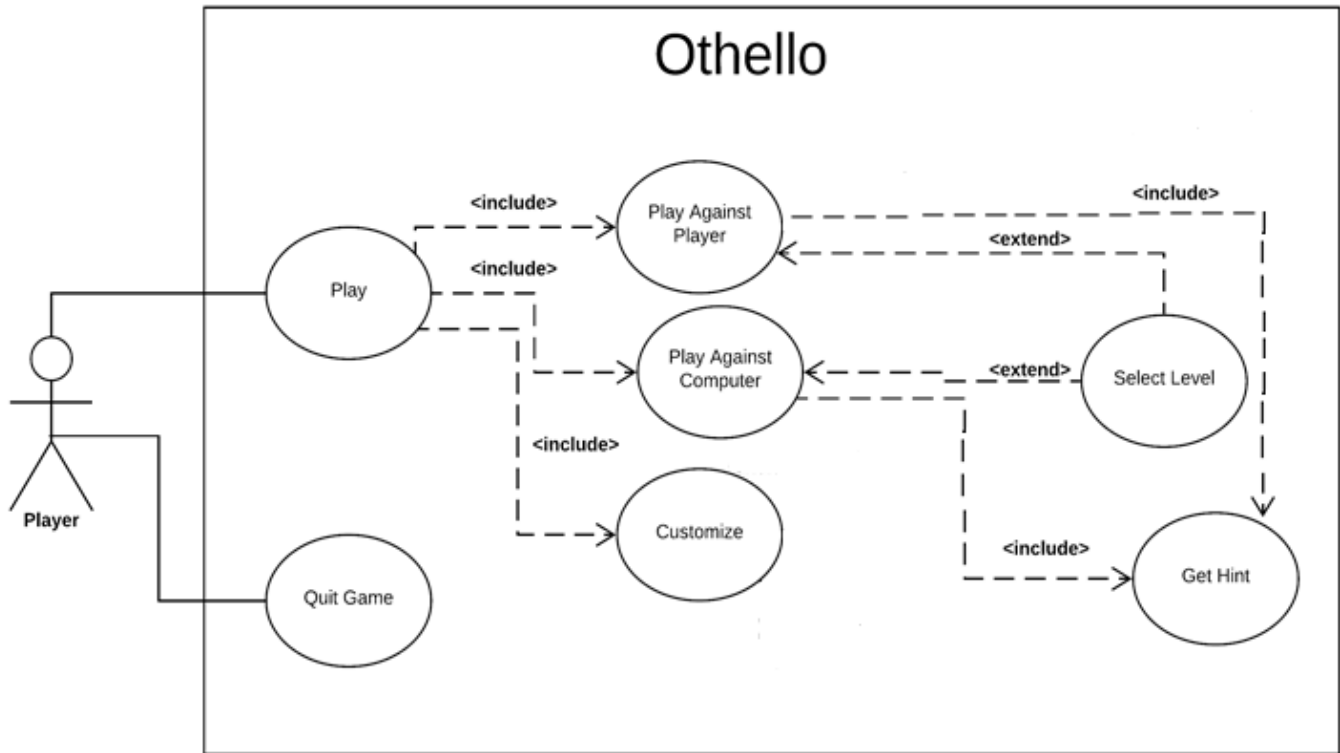 Othello
<include>
Play Against
Player
<include>
<extend>
<include>
Play
Play Against
Computer
<extend>
Select Level
<include>
Player
Customize
<include>
Get Hint
Quit Game